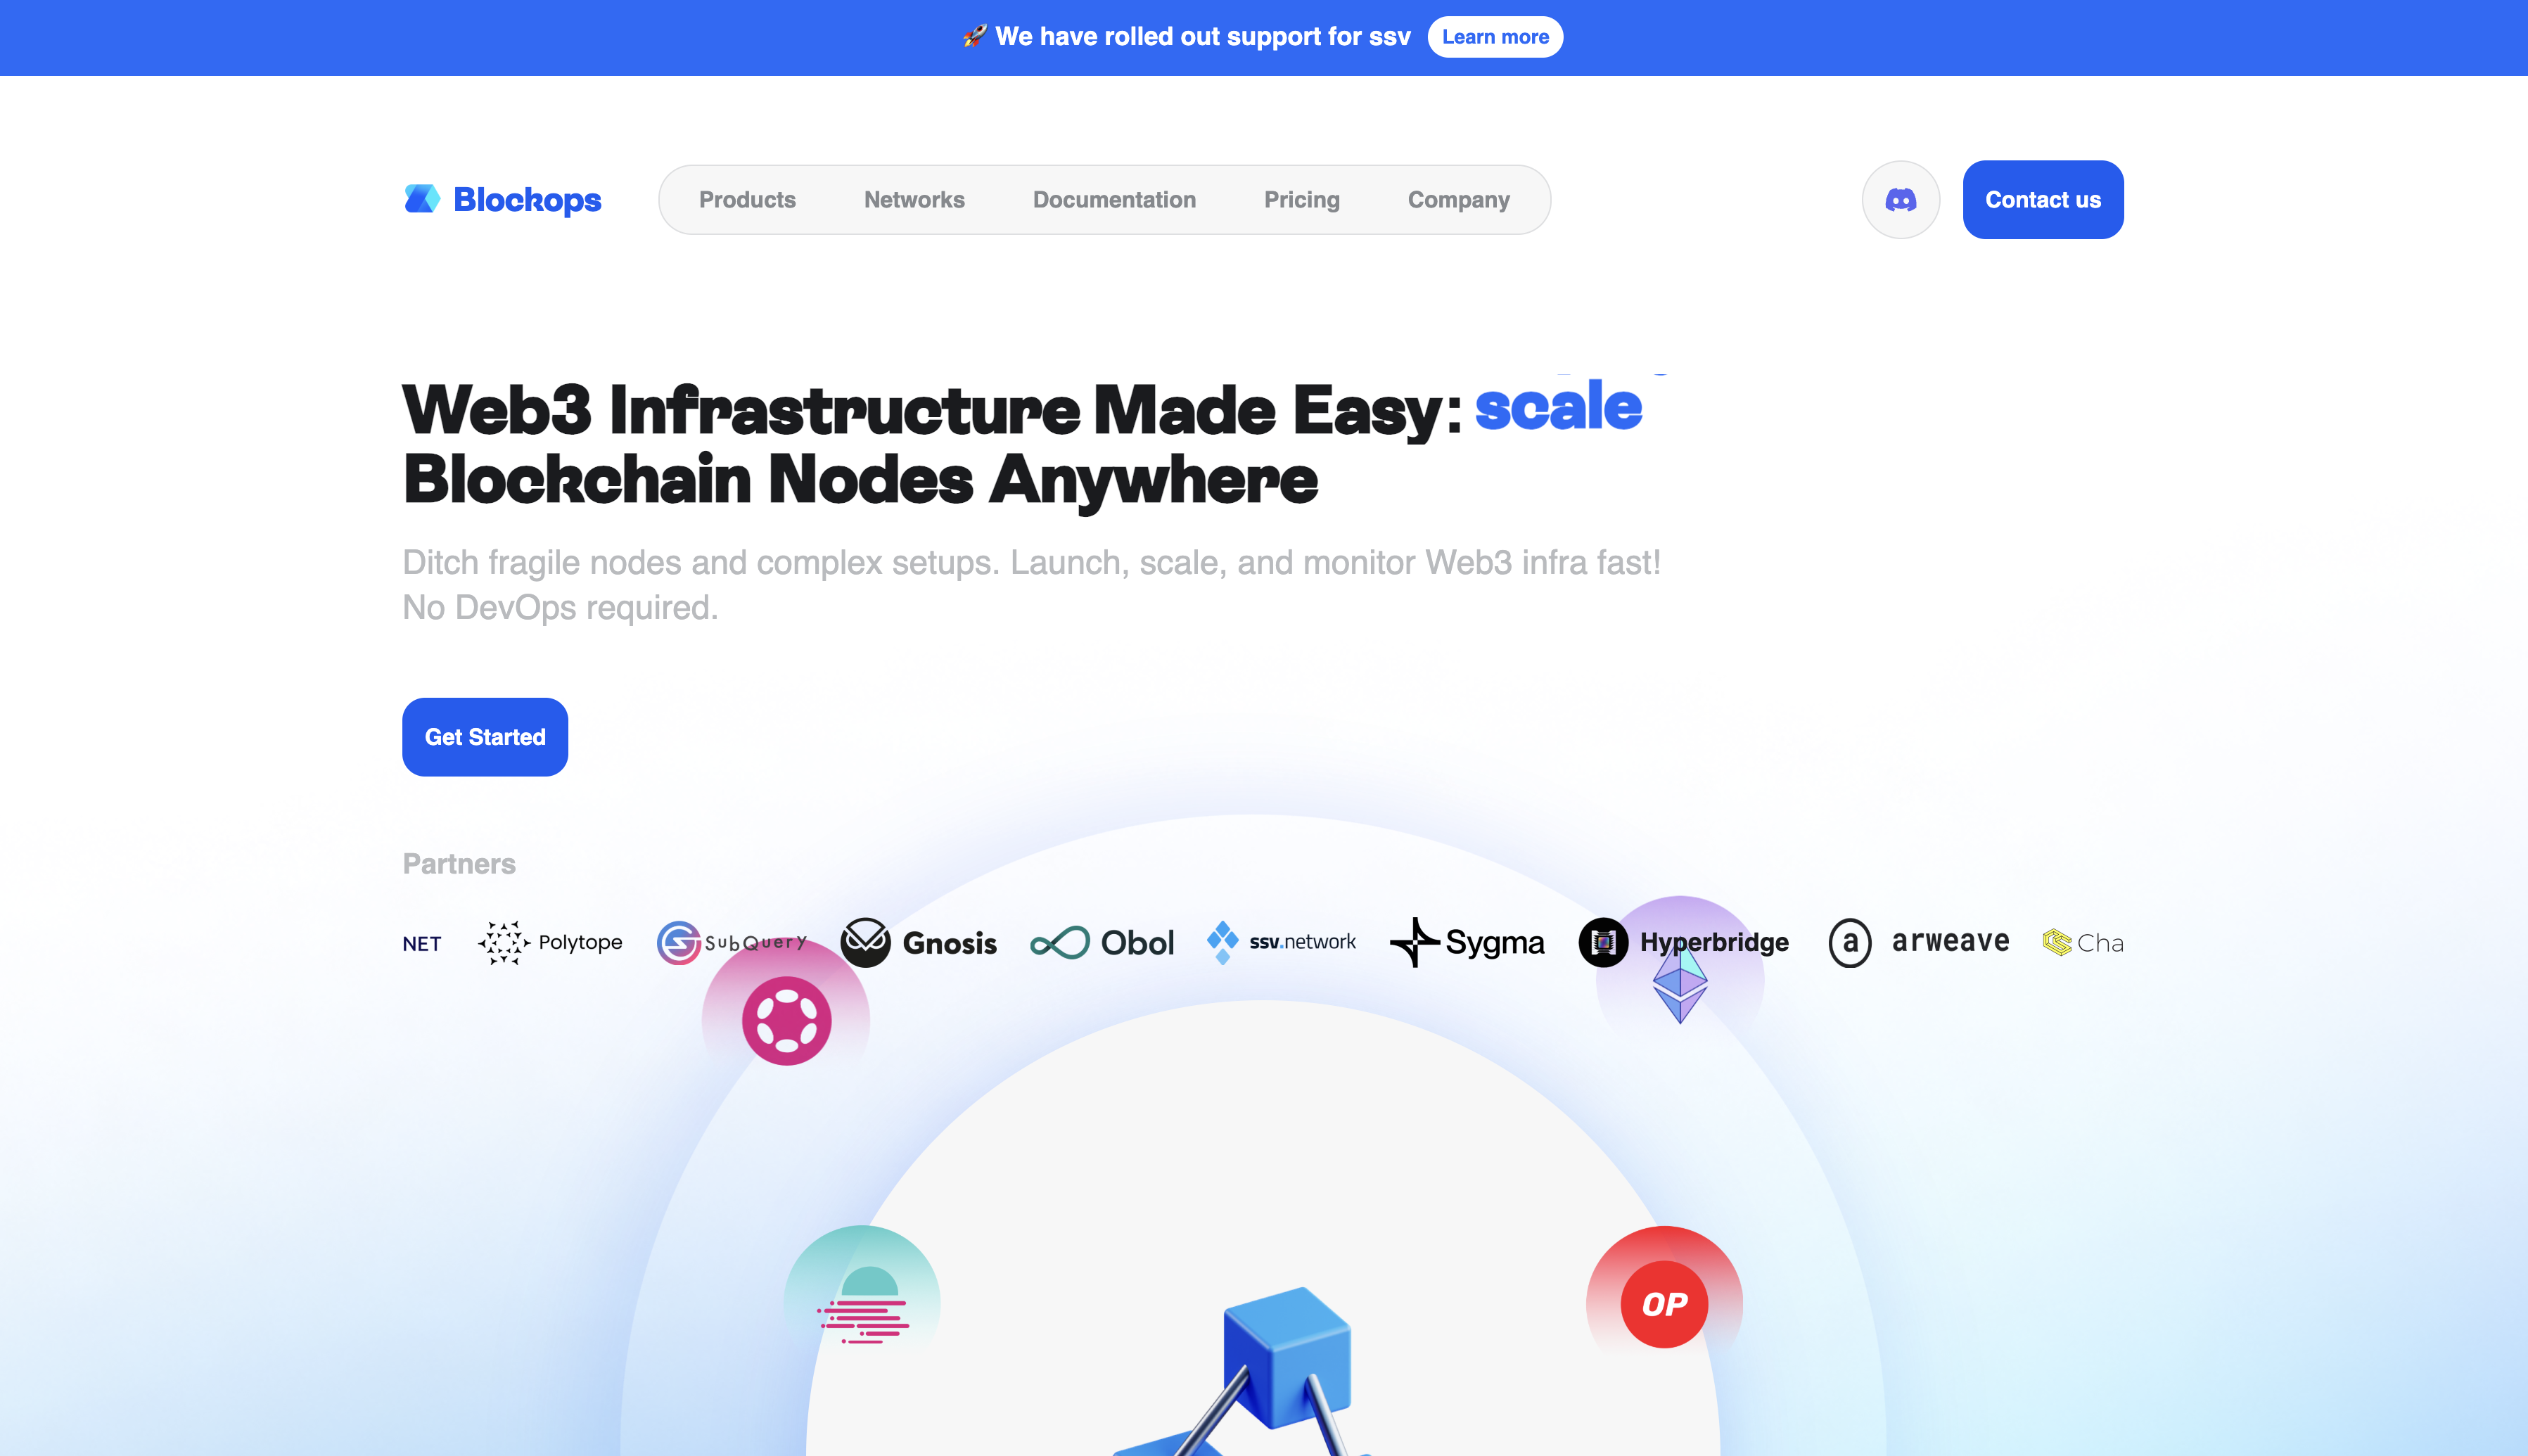 🚀 We have rolled out support for ssv Learn more
Blockops Products Networks Documentation Pricing Company Contact us
Web3 Infrastructure Made Easy: scale
Blockchain Nodes Anywhere
Ditch fragile nodes and complex setups. Launch, scale, and monitor Web3 infra fast!
No DevOps required.
Get Started
Partners
NET Polytope SubQuery Gnosis Obol ssv.network Sygma Hyperbridge a arweave Cha
OP